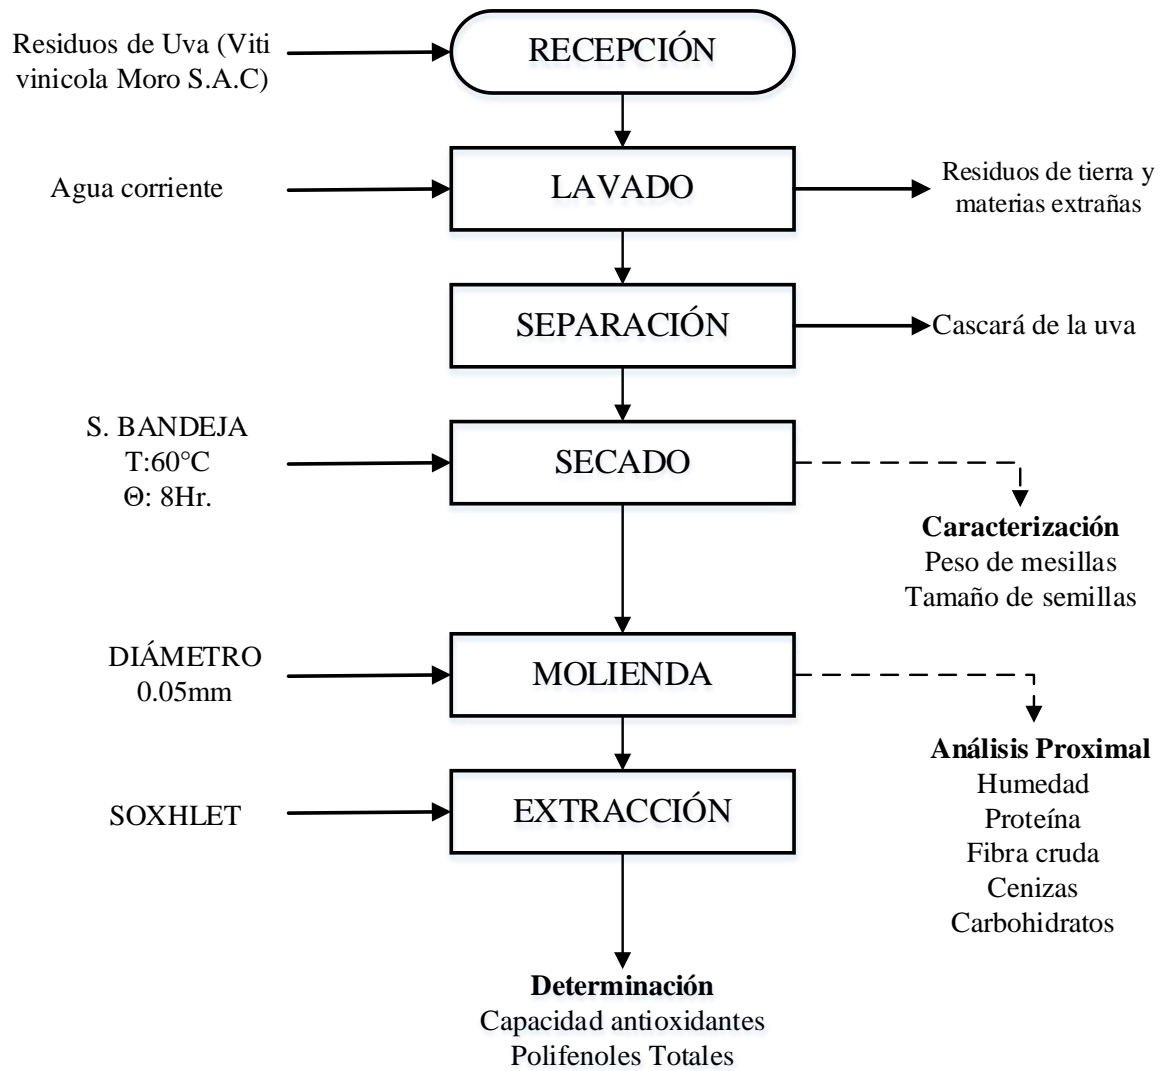 Residuos de Uva (Viti
vinicola Moro S.A.C)
RECEPCIÓN
Agua corriente
LAVADO
Residuos de tierra y
materias extrañas
SEPARACIÓN
Cascará de la uva
S. BANDEJA
T:60°C
Θ: 8Hr.
SECADO
Caracterización
Peso de mesillas
Tamaño de semillas
DIÁMETRO
0.05mm
MOLIENDA
Análisis Proximal
Humedad
Proteína
Fibra cruda
Cenizas
Carbohidratos
SOXHLET
EXTRACCIÓN
Determinación
Capacidad antioxidantes
Polifenoles Totales